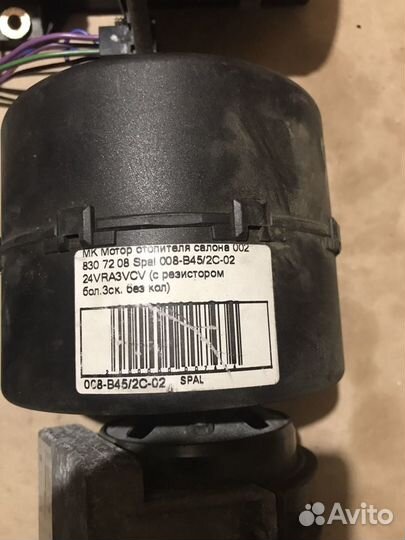 МК Мотор отопителя салона 002
830 72 08 Spal 008-B45/2C-02
24VRA3VCV (с резистором
бол.3ск. без кол)
008-B45/2C-02 SPAL
Avito